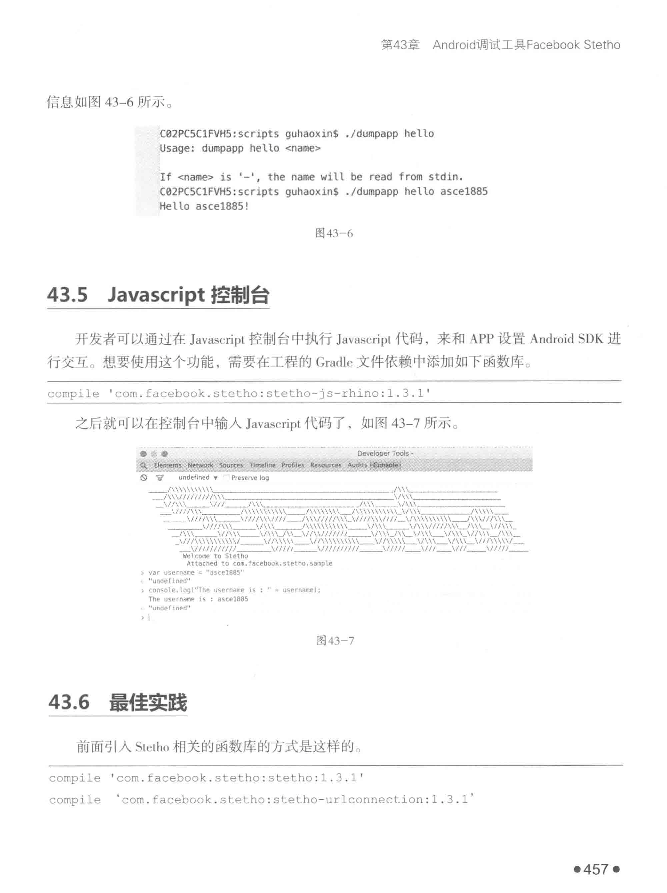 第43章 Android调试工具Facebook Stetho
信息如图 43-6 所示。
C02PC5C1FVH5:scripts guhaoxin$ ./dumpapp hello
Usage: dumpapp hello <name>
If <name> is '-', the name will be read from stdin.
C02PC5C1FVH5:scripts guhaoxin$ ./dumpapp hello asce1885
Hello asce1885!
图43-6
43.5 Javascript 控制台
开发者可以通过在 Javascript 控制台中执行 Javascript 代码，来和 APP 设置 Android SDK 进
行交互。想要使用这个功能，需要在工程的 Gradle 文件依赖中添加如下函数库。
compile 'com.facebook.stetho:stetho-js-rhino:1.3.1'
之后就可以在控制台中输入 Javascript 代码了，如图 43-7 所示。
Developer Tools -
Elements Network Sources Timeline Profiles Resources Audits Console
undefined ▼ Preserve log
Welcome to Stetho
Attached to com.facebook.stetho.sample
> var username = "asce1885"
< "undefined"
> console.log("The username is : " + username);
The username is : asce1885
< "undefined"
>
图43-7
43.6 最佳实践
前面引入 Stetho 相关的函数库的方式是这样的。
compile 'com.facebook.stetho:stetho:1.3.1'
compile ‘com.facebook.stetho:stetho-urlconnection:1.3.1’
●457●